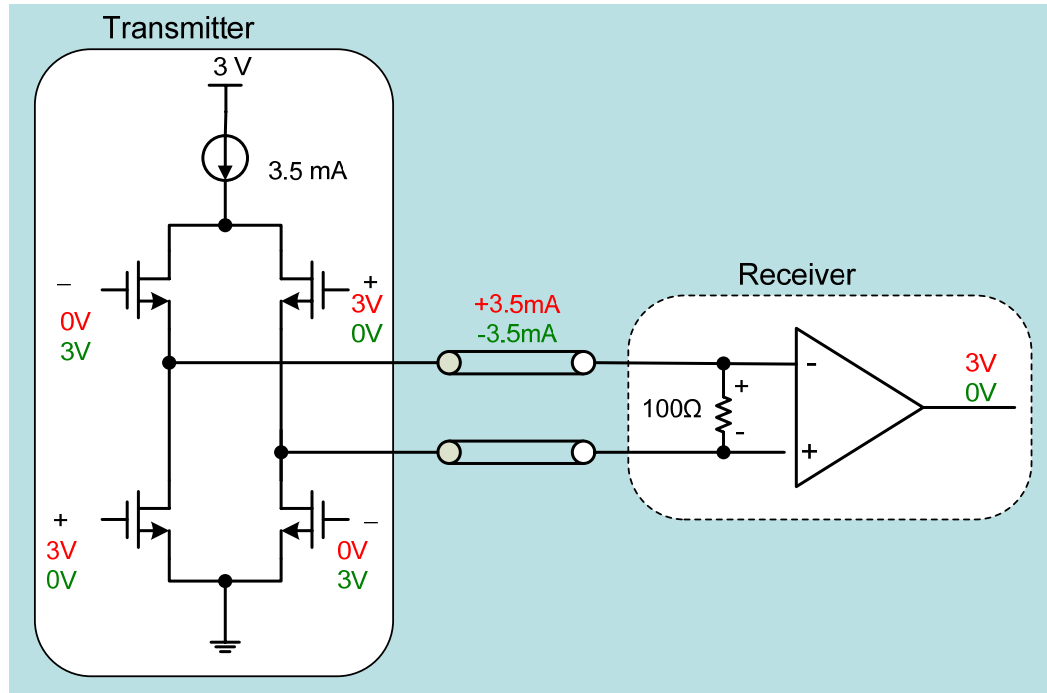 Transmitter
3 V
3.5 mA
–
0V
3V
+
3V
0V
+
3V
0V
–
0V
3V
+3.5mA
-3.5mA
Receiver
100Ω
+
-
-
+
3V
0V